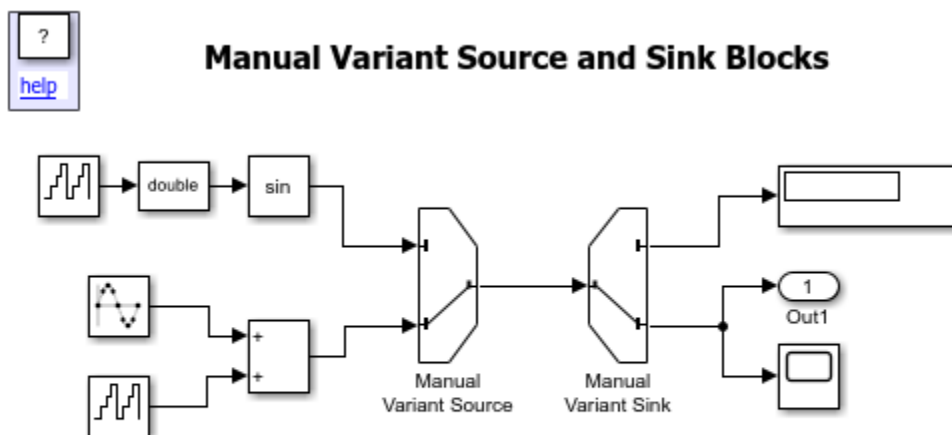 ?
help
Manual Variant Source and Sink Blocks
double
sin
+
+
1
Out1
Manual
Variant Source
Manual
Variant Sink